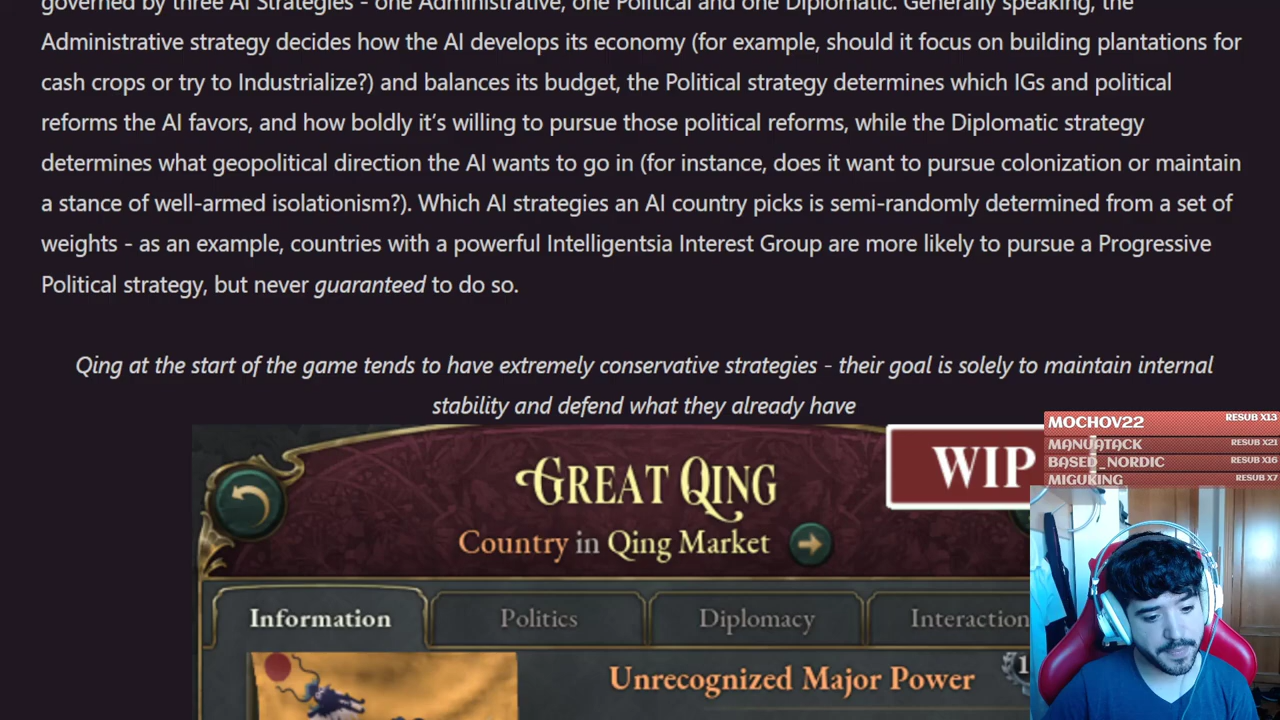 governed by three AI Strategies - one Administrative, one Political and one Diplomatic. Generally speaking, the
Administrative strategy decides how the AI develops its economy (for example, should it focus on building plantations for
cash crops or try to Industrialize?) and balances its budget, the Political strategy determines which IGs and political
reforms the AI favors, and how boldly it’s willing to pursue those political reforms, while the Diplomatic strategy
determines what geopolitical direction the AI wants to go in (for instance, does it want to pursue colonization or maintain
a stance of well-armed isolationism?). Which AI strategies an AI country picks is semi-randomly determined from a set of
weights - as an example, countries with a powerful Intelligentsia Interest Group are more likely to pursue a Progressive
Political strategy, but never guaranteed to do so.
Qing at the start of the game tends to have extremely conservative strategies - their goal is solely to maintain internal
stability and defend what they already have
MOCHOV22 RESUB X13
MANUATACK RESUB X21
BASED_NORDIC RESUB X16
MIGUKING RESUB X7
WIP
GREAT QING
Country in Qing Market
Information Politics Diplomacy Interaction
Unrecognized Major Power